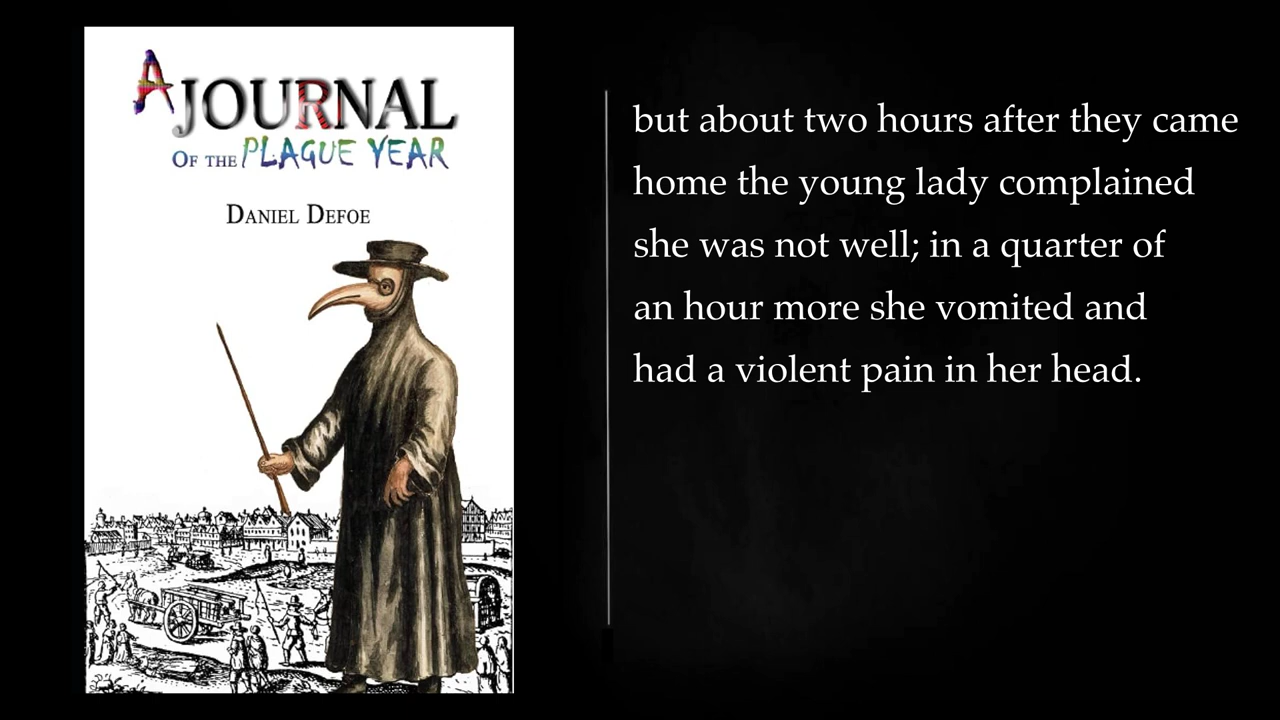 A JOURNAL
OF THE PLAGUE YEAR
DANIEL DEFOE
but about two hours after they came
home the young lady complained
she was not well; in a quarter of
an hour more she vomited and
had a violent pain in her head.